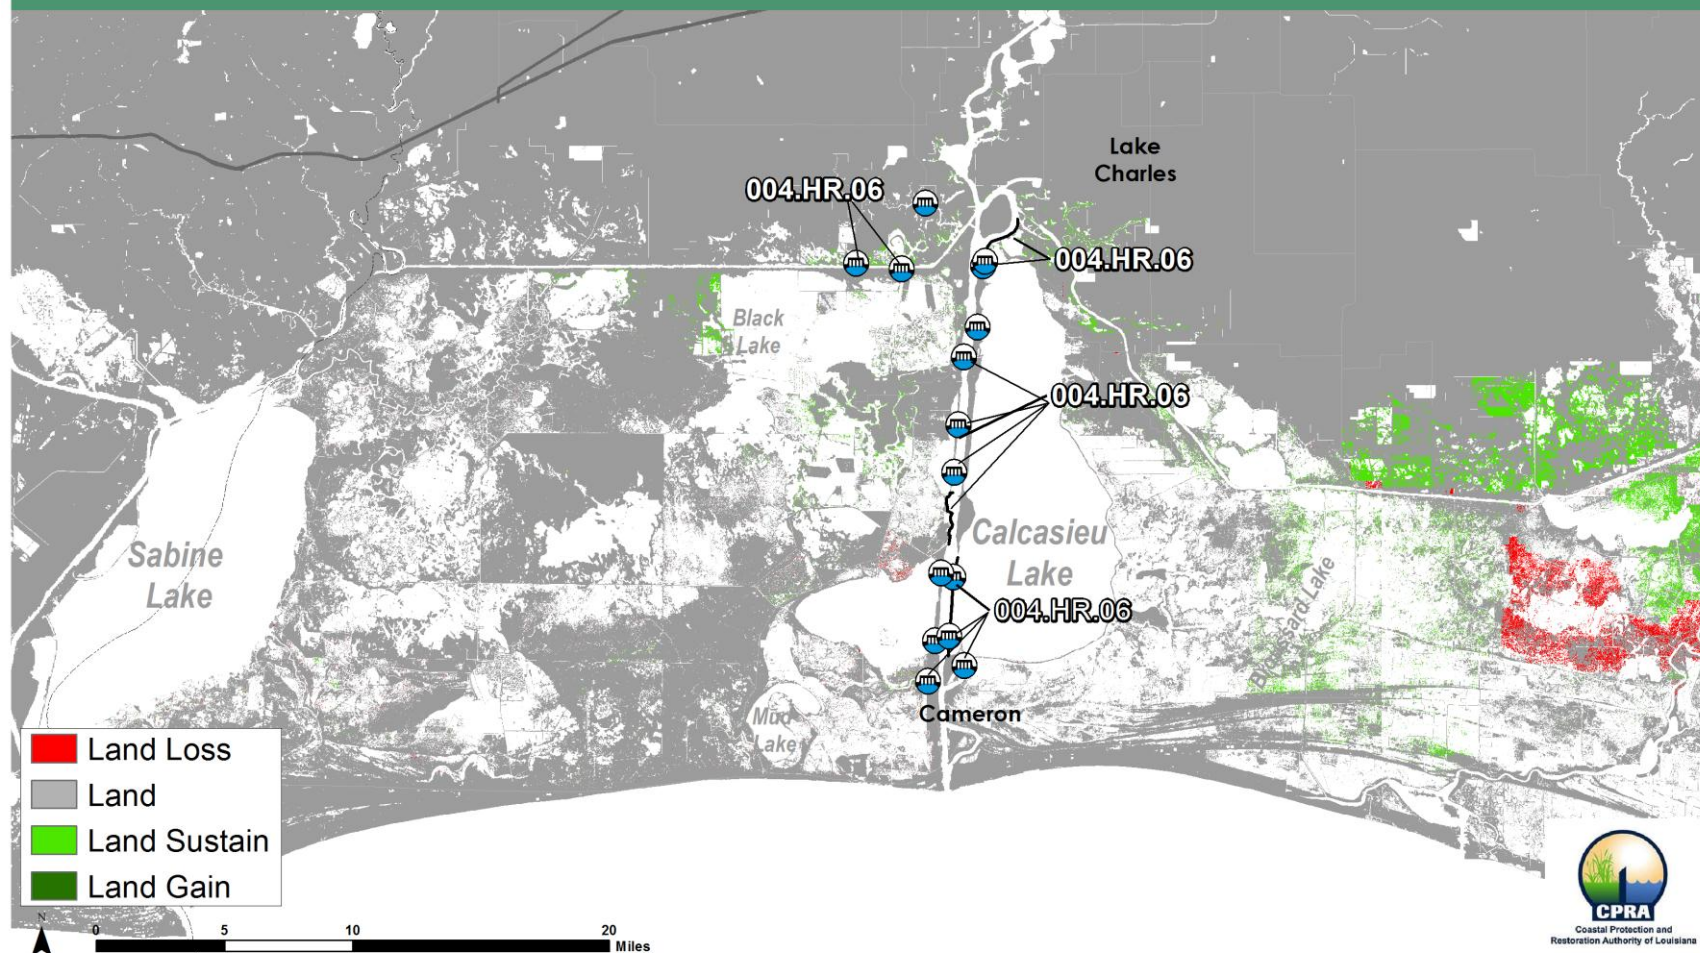 Lake
Charles
004.HR.06
004.HR.06
Black
Lake
004.HR.06
Sabine
Lake
Calcasieu
Lake
Broussard Lake
004.HR.06
Mud
Lake
Cameron
Land Loss
Land
Land Sustain
Land Gain
N
0 5 10 20
Miles
CPRA
Coastal Protection and
Restoration Authority of Louisiana